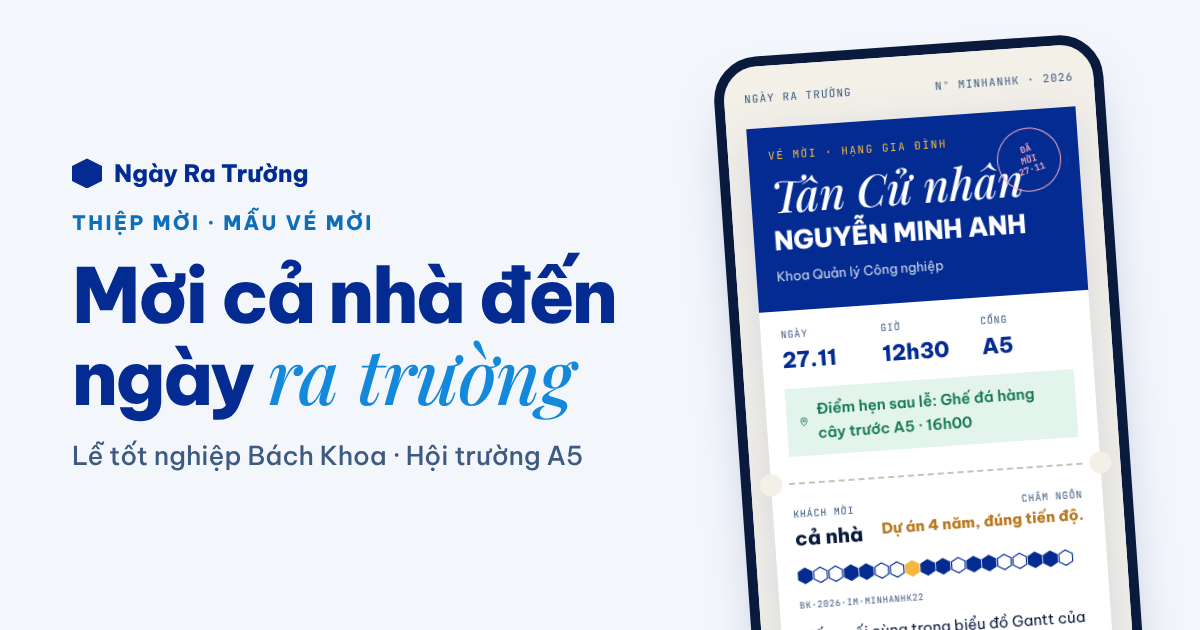 Ngày Ra Trường
THIỆP MỜI · MẪU VÉ MỜI
Mời cả nhà đến
ngày ra trường
Lễ tốt nghiệp Bách Khoa · Hội trường A5
NGÀY RA TRƯỜNG
N° MINHANHK · 2026
VÉ MỜI · HẠNG GIA ĐÌNH
ĐÃ
MỜI
27·11
Tân Cử nhân
NGUYỄN MINH ANH
Khoa Quản lý Công nghiệp
NGÀY
GIỜ
CỔNG
27.11
12h30
A5
Điểm hẹn sau lễ: Ghế đá hàng
cây trước A5 · 16h00
KHÁCH MỜI
CHÂM NGÔN
cả nhà
Dự án 4 năm, đúng tiến độ.
BK·2026·IM·MINHANHK22
cùng trong biểu đồ Gantt của